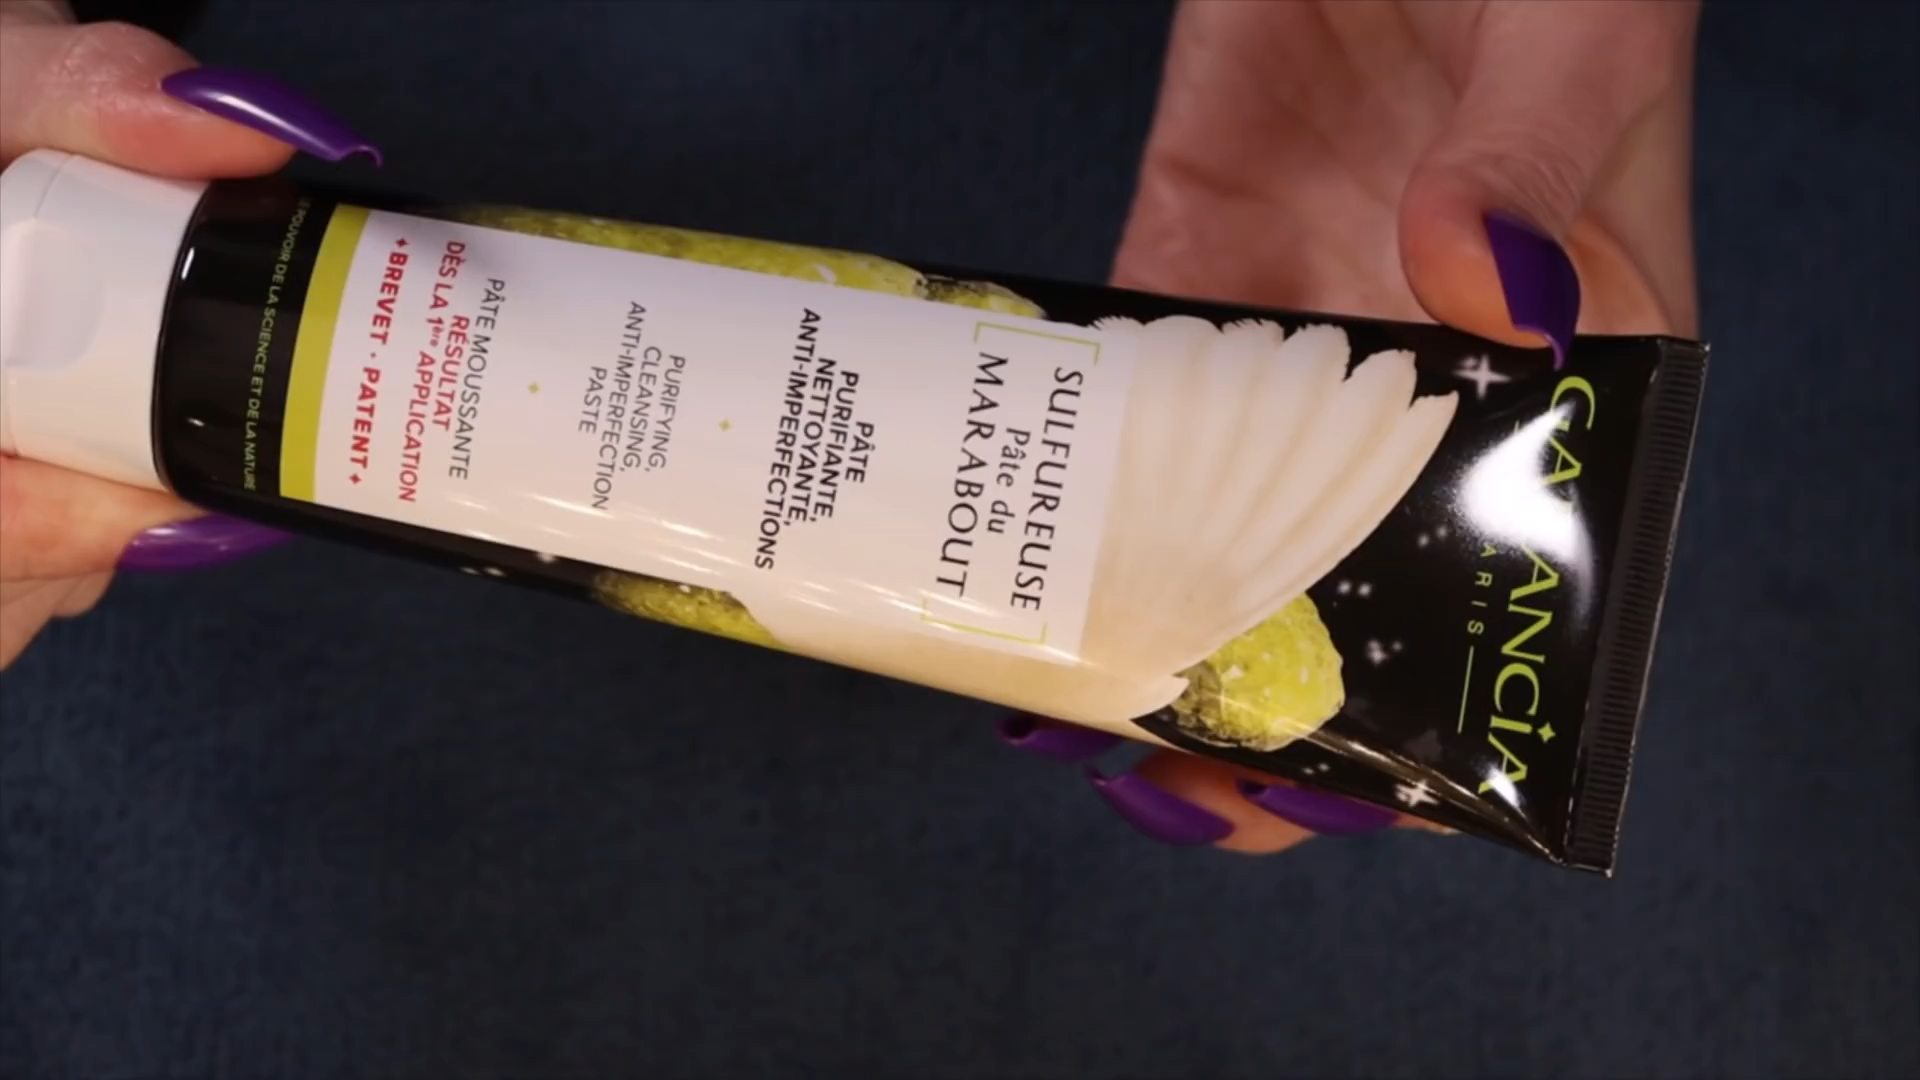 GALANCIA
PARIS
SULFUREUSE
Pâte du
MARABOUT
PÂTE
PURIFIANTE,
NETTOYANTE,
ANTI-IMPERFECTIONS
PURIFYING,
CLEANSING,
ANTI-IMPERFECTION
PASTE
PÂTE MOUSSANTE
RÉSULTAT
DÈS LA 1ère APPLICATION
BREVET · PATENT
POUVOIR DE LA SCIENCE ET DE LA NATURE